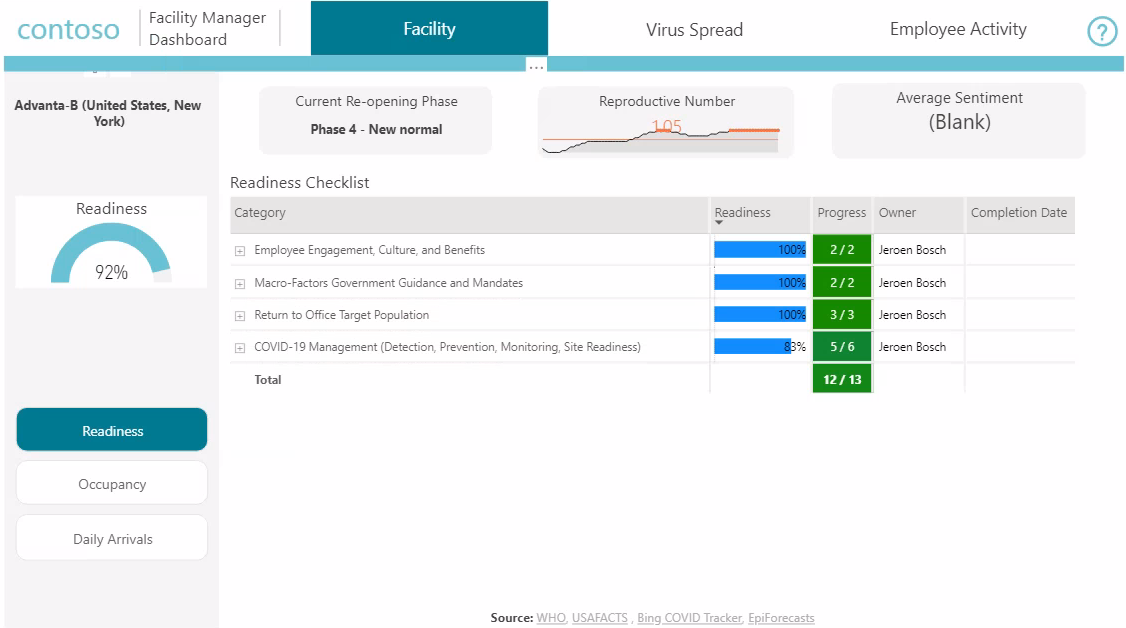 contoso
Facility Manager
Dashboard
Facility
Virus Spread
Employee Activity
?
...
Advanta-B (United States, New
York)
Current Re-opening Phase
Phase 4 - New normal
Reproductive Number
1.05
Average Sentiment
(Blank)
Readiness
92%
Readiness Checklist
Category Readiness Progress Owner Completion Date
Employee Engagement, Culture, and Benefits 100% 2 / 2 Jeroen Bosch
Macro-Factors Government Guidance and Mandates 100% 2 / 2 Jeroen Bosch
Return to Office Target Population 100% 3 / 3 Jeroen Bosch
COVID-19 Management (Detection, Prevention, Monitoring, Site Readiness) 83% 5 / 6 Jeroen Bosch
Total 12 / 13
Readiness
Occupancy
Daily Arrivals
Source: WHO, USAFACTS , Bing COVID Tracker, EpiForecasts